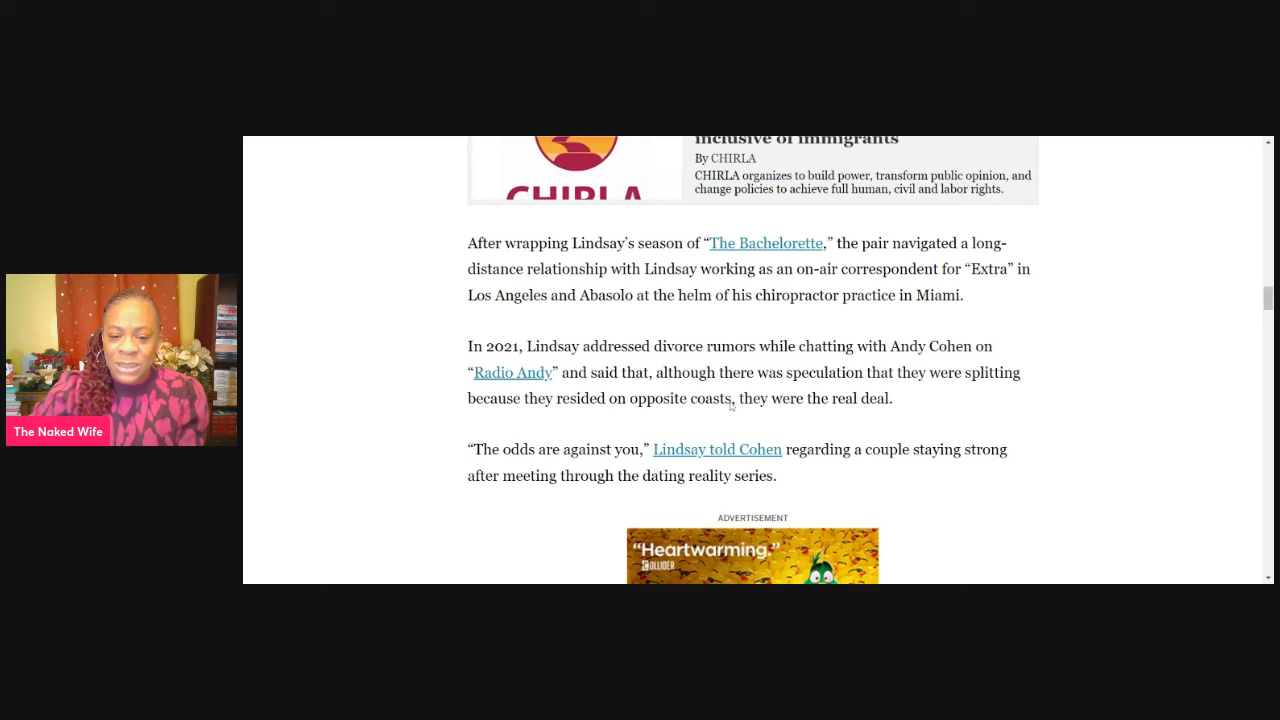 inclusive of immigrants
By CHIRLA
CHIRLA organizes to build power, transform public opinion, and
change policies to achieve full human, civil and labor rights.
CHIRLA
After wrapping Lindsay’s season of “The Bachelorette,” the pair navigated a long-
distance relationship with Lindsay working as an on-air correspondent for “Extra” in
Los Angeles and Abasolo at the helm of his chiropractor practice in Miami.
In 2021, Lindsay addressed divorce rumors while chatting with Andy Cohen on
“Radio Andy” and said that, although there was speculation that they were splitting
because they resided on opposite coasts, they were the real deal.
“The odds are against you,” Lindsay told Cohen regarding a couple staying strong
after meeting through the dating reality series.
ADVERTISEMENT
“Heartwarming.”
COLLIDER
The Naked Wife